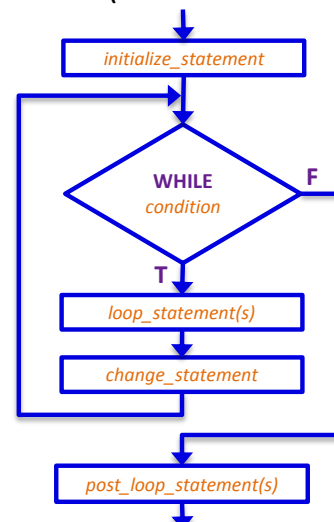 (
initialize_statement
WHILE
F
condition
T
loop_statement(s)
change_statement
post_loop_statement(s)